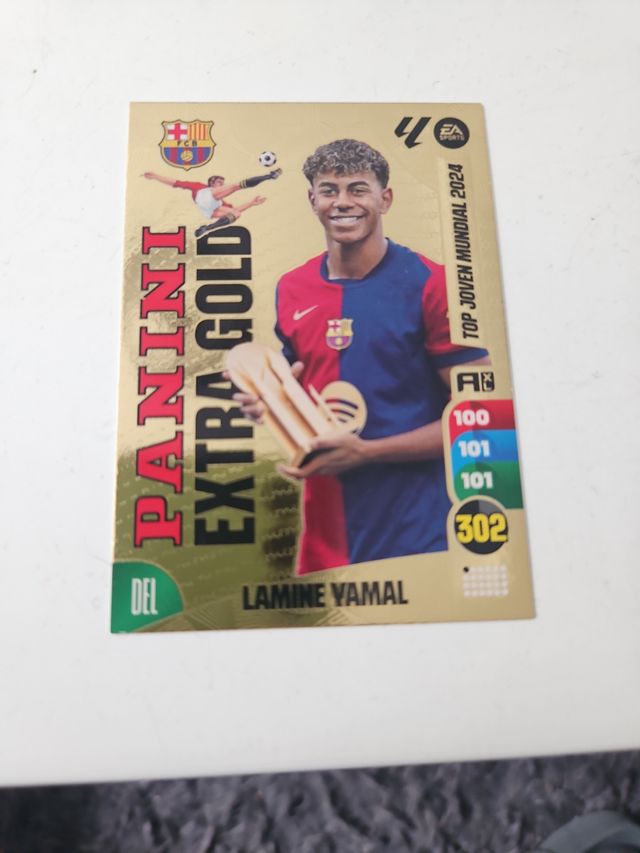 FCB
EA
SPORTS
TOP JOVEN MUNDIAL 2024
PANINI
EXTRA GOLD
100
101
101
302
DEL
LAMINE YAMAL